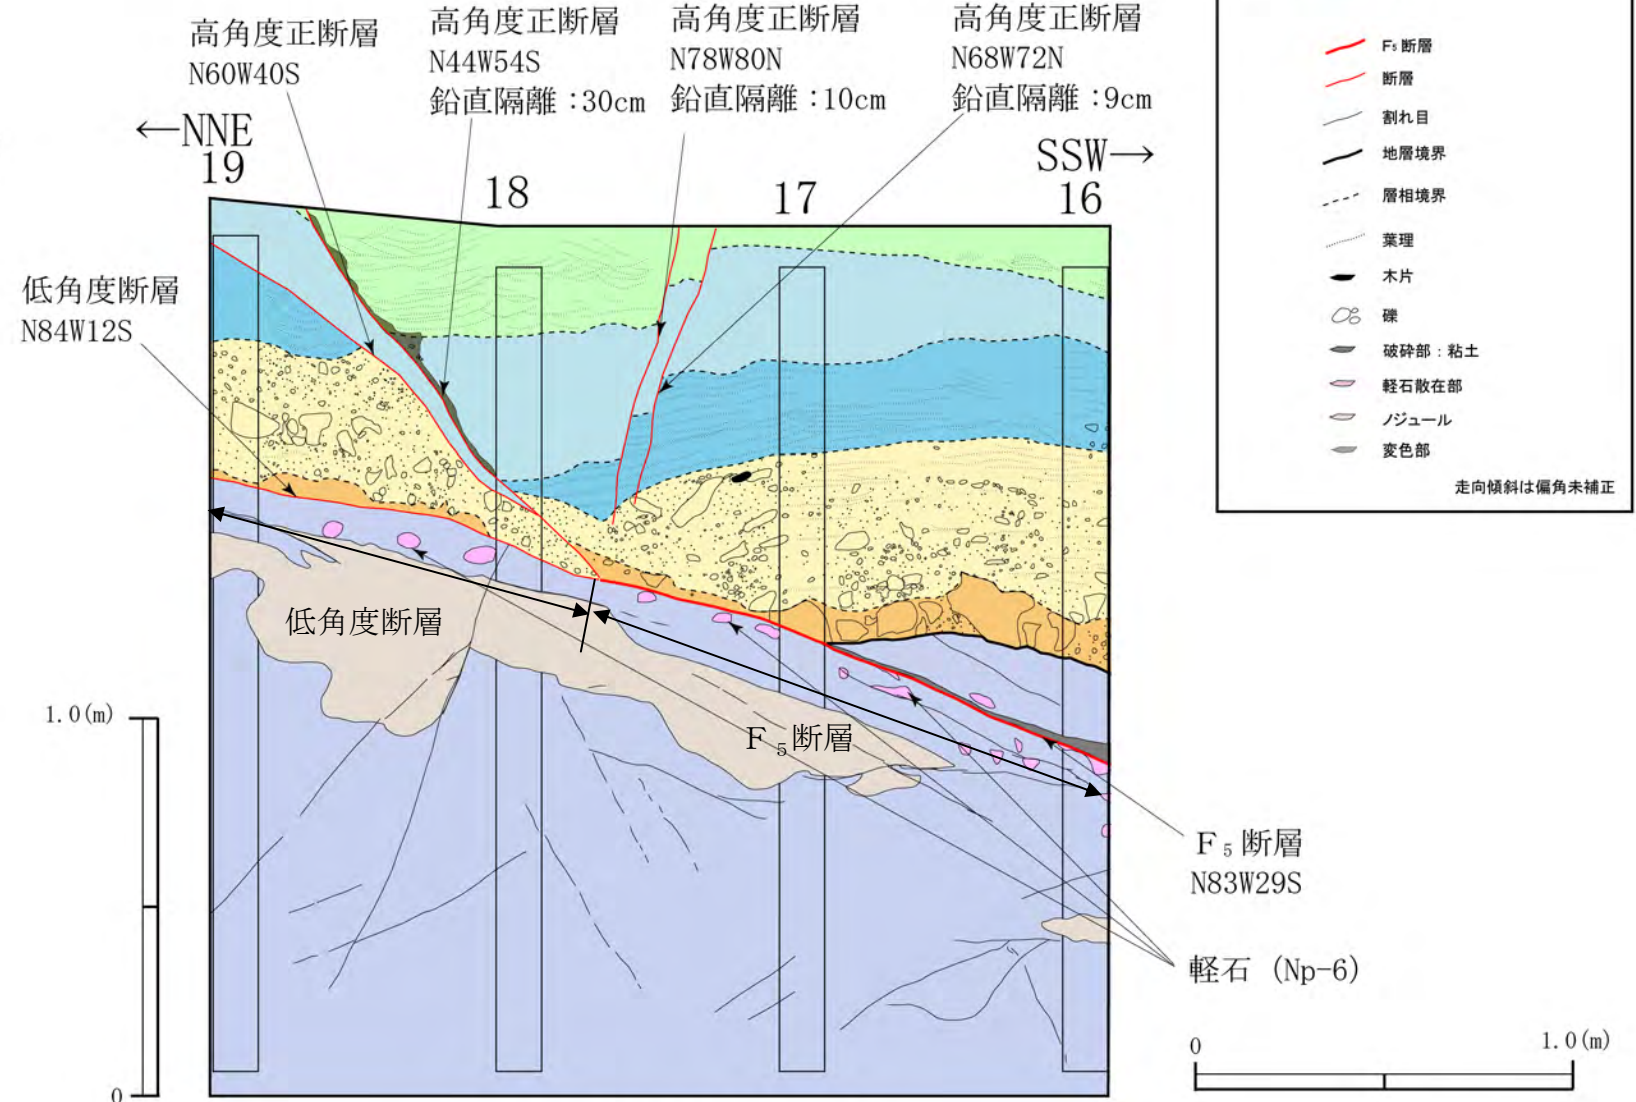 高角度正断層
N60W40S
高角度正断層
N44W54S
鉛直隔離：30cm
高角度正断層
N78W80N
鉛直隔離：10cm
高角度正断層
N68W72N
鉛直隔離：9cm
←NNE
SSW→
19
18
17
16
低角度断層
N84W12S
低角度断層
F₅断層
1.0(m)
0
F₅断層
N83W29S
軽石 (Np-6)
0
1.0(m)
F₅断層
断層
割れ目
地層境界
層相境界
葉理
木片
礫
破砕部：粘土
軽石散在部
ノジュール
変色部
走向傾斜は偏角未補正